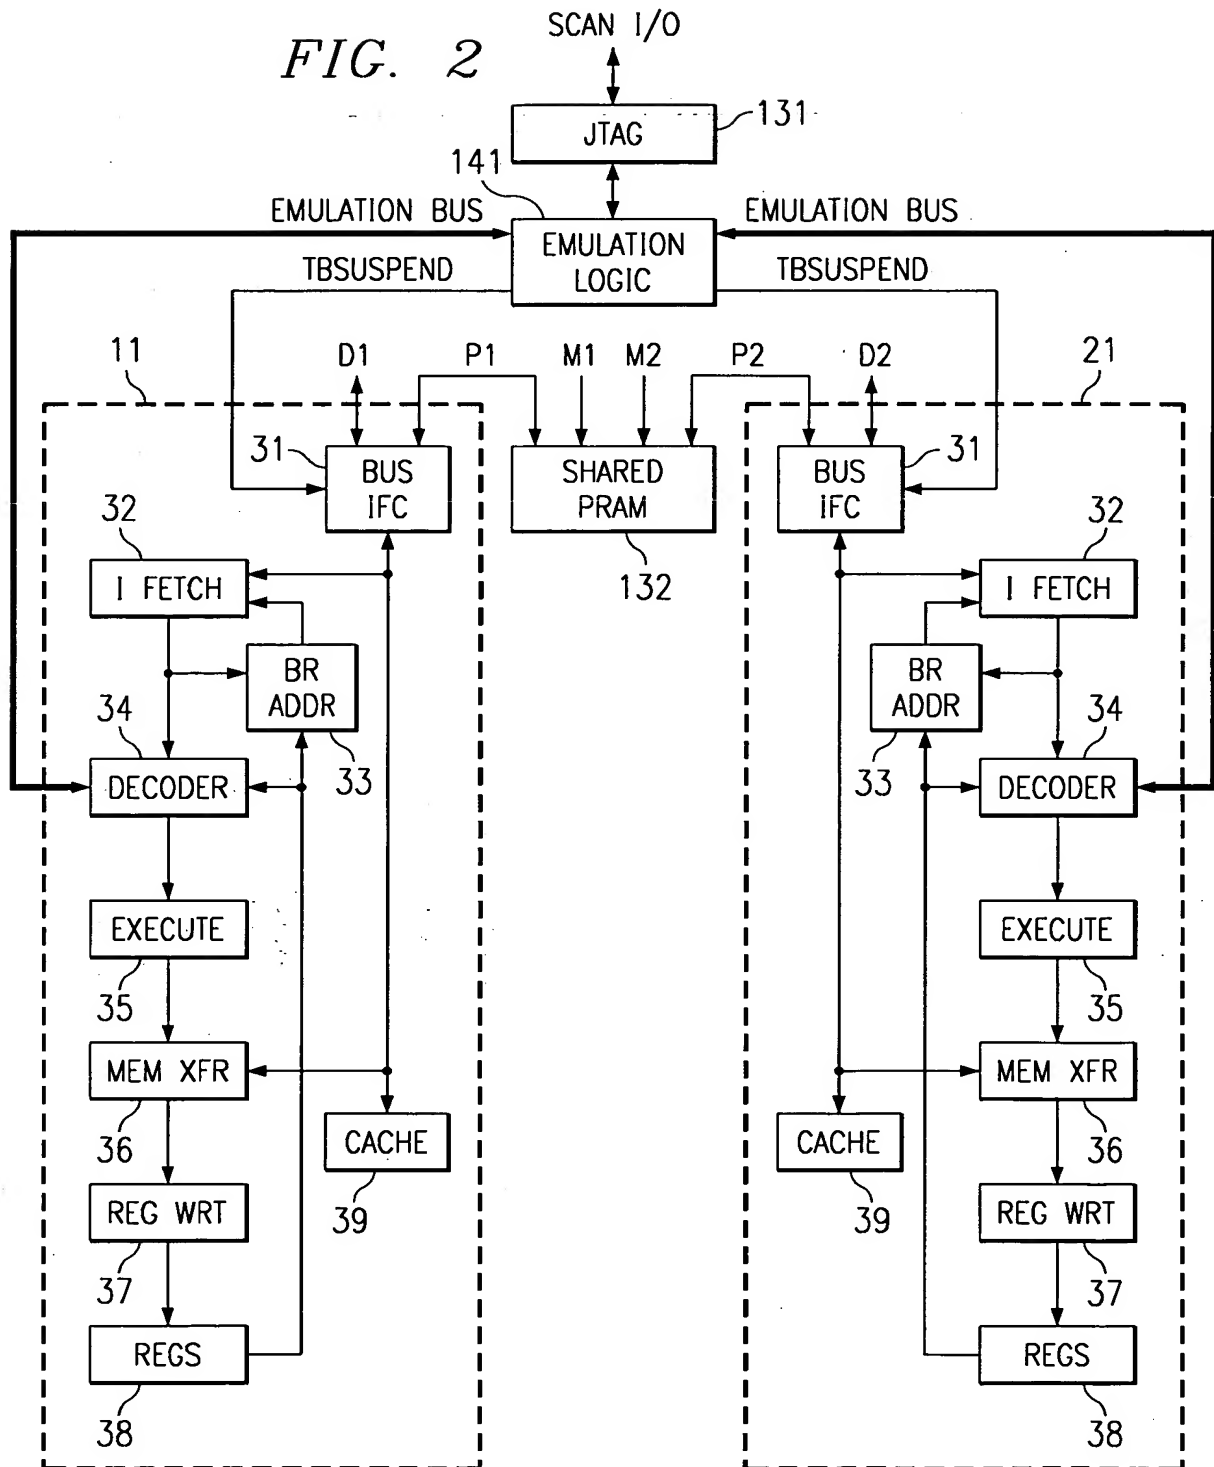 SCAN I/O
FIG. 2
JTAG
131
141
EMULATION BUS
EMULATION BUS
EMULATION
LOGIC
TBSUSPEND
TBSUSPEND
11
D1
P1
M1
M2
P2
D2
21
31
BUS
IFC
SHARED
PRAM
BUS
IFC
31
132
32
I FETCH
32
I FETCH
BR
ADDR
33
BR
ADDR
33
34
DECODER
34
DECODER
EXECUTE
35
EXECUTE
35
MEM XFR
36
MEM XFR
36
CACHE
39
CACHE
39
REG WRT
37
REG WRT
37
REGS
38
REGS
38